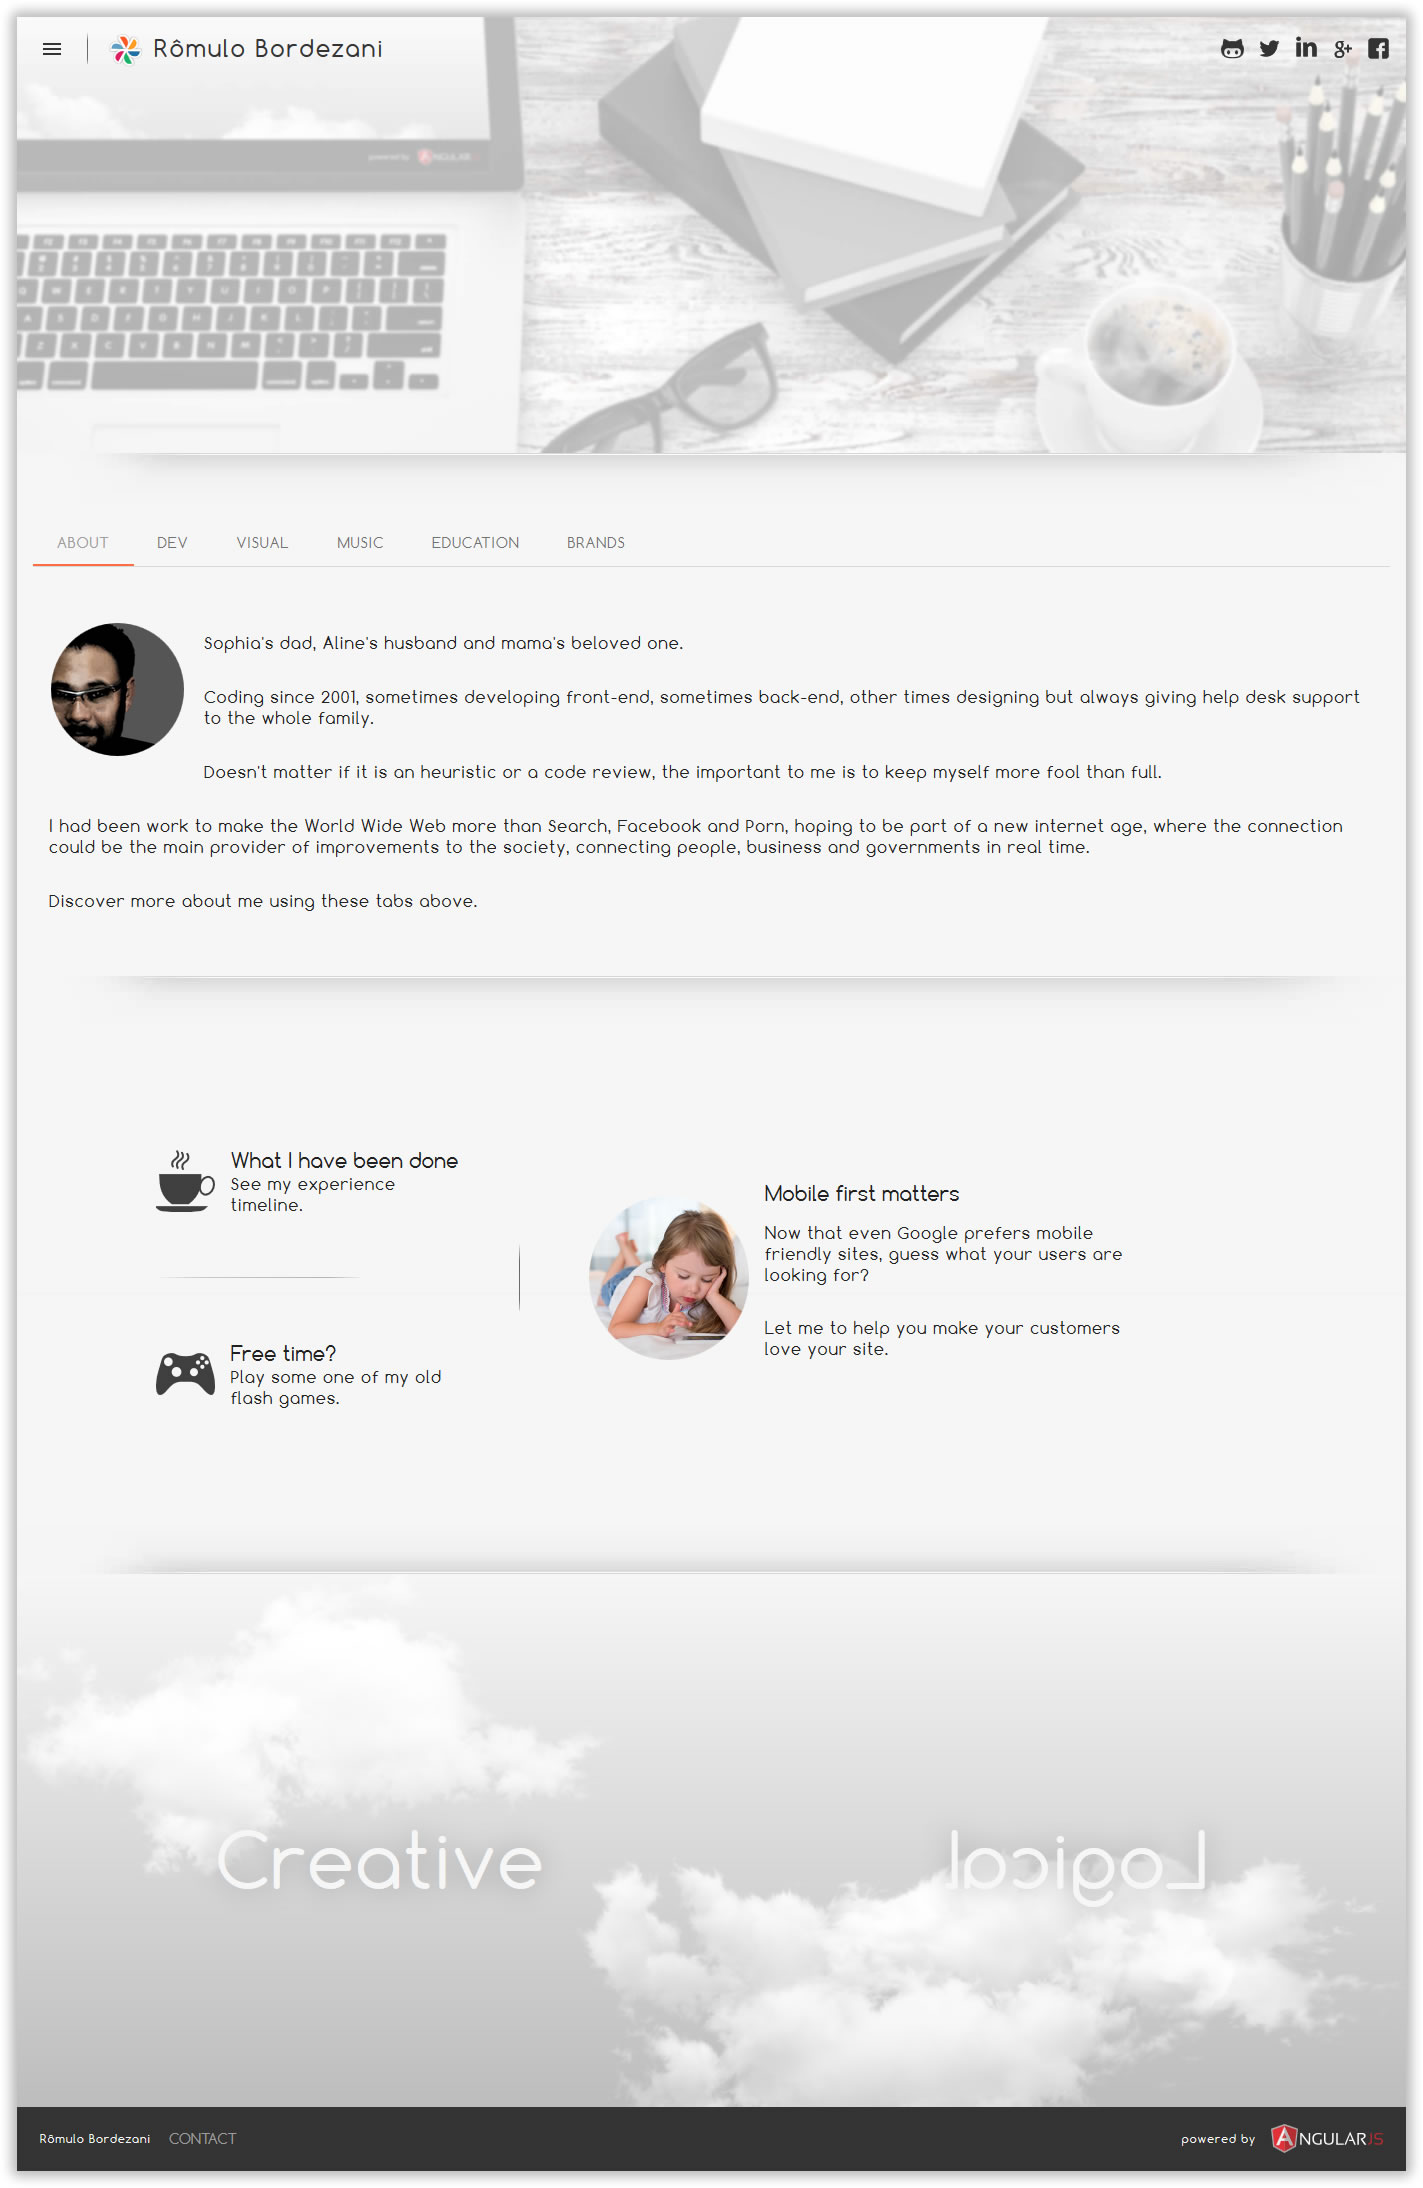 Rômulo Bordezani
powered by ANGULARJS
ABOUT DEV VISUAL MUSIC EDUCATION BRANDS
Sophia's dad, Aline's husband and mama's beloved one.
Coding since 2001, sometimes developing front-end, sometimes back-end, other times designing but always giving help desk support
to the whole family.
Doesn't matter if it is an heuristic or a code review, the important to me is to keep myself more fool than full.
I had been work to make the World Wide Web more than Search, Facebook and Porn, hoping to be part of a new internet age, where the connection
could be the main provider of improvements to the society, connecting people, business and governments in real time.
Discover more about me using these tabs above.
What I have been done
See my experience
timeline.
Free time?
Play some one of my old
flash games.
Mobile first matters
Now that even Google prefers mobile
friendly sites, guess what your users are
looking for?
Let me to help you make your customers
love your site.
Creative
Logical
Rômulo Bordezani CONTACT
powered by ANGULARJS